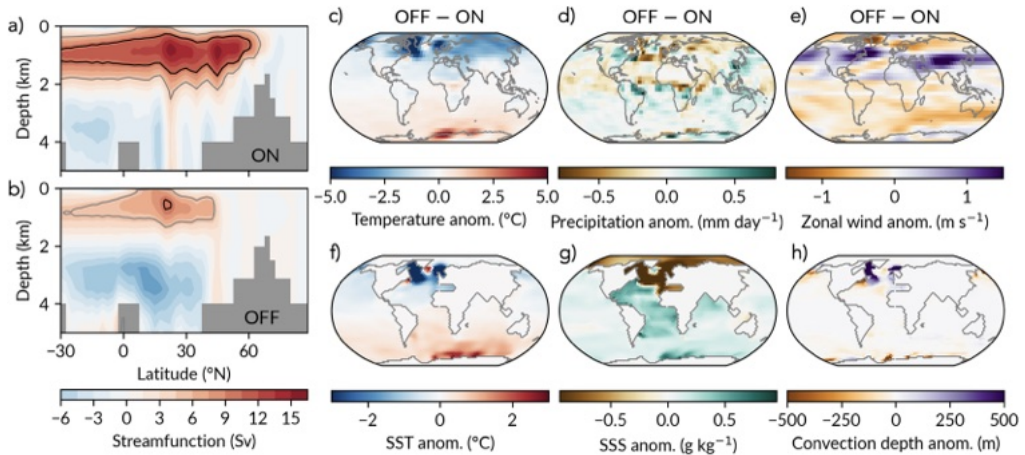 a)
0
2
4
Depth (km)
ON
b)
0
2
4
Depth (km)
OFF
−30 0 30 60
Latitude (°N)
−6 −3 0 3 6 9 12 15
Streamfunction (Sv)
c) OFF − ON
−5.0 −2.5 0 2.5 5.0
Temperature anom. (°C)
d) OFF − ON
−0.5 0.0 0.5
Precipitation anom. (mm day⁻¹)
e) OFF − ON
−1 0 1
Zonal wind anom. (m s⁻¹)
f)
−2 0 2
SST anom. (°C)
g)
−0.5 0.0 0.5
SSS anom. (g kg⁻¹)
h)
−500 −250 0 250 500
Convection depth anom. (m)